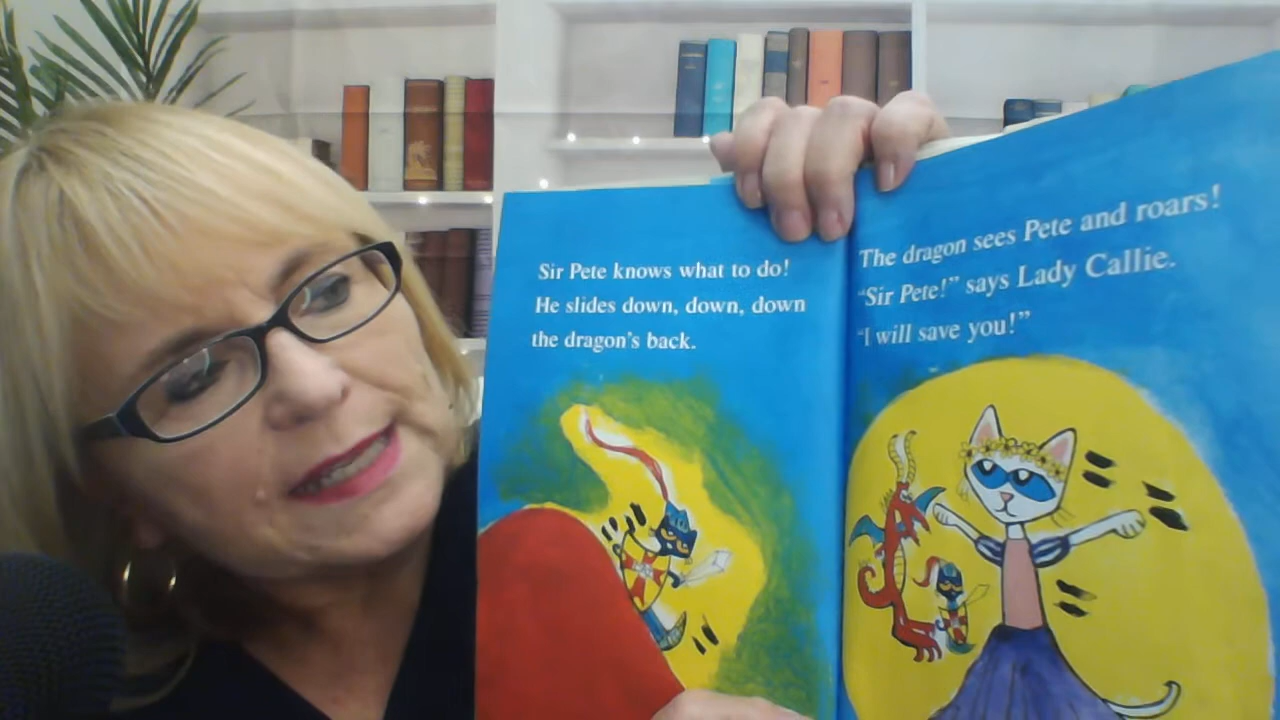 Sir Pete knows what to do!
He slides down, down, down
the dragon's back.
The dragon sees Pete and roars!
"Sir Pete!" says Lady Callie.
"I will save you!"